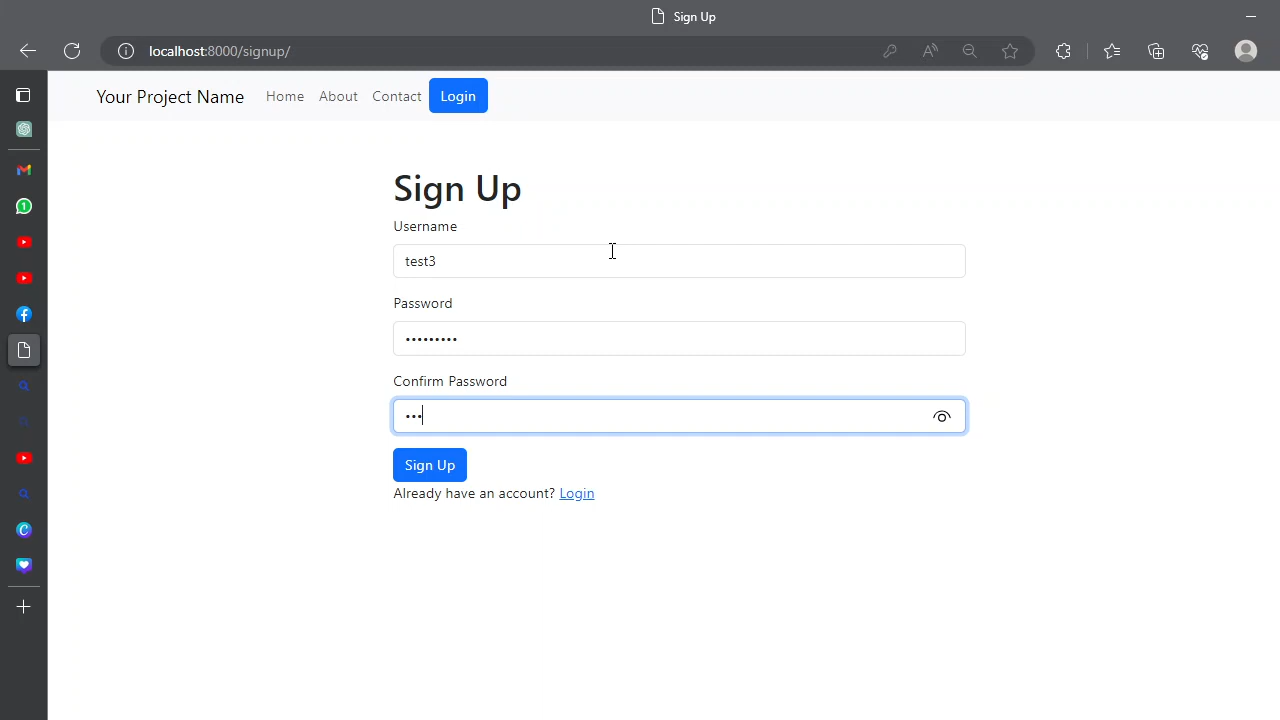 Sign Up
localhost:8000/signup/
Your Project Name Home About Contact Login
Sign Up
Username
test3
Password
•••••••••
Confirm Password
•••
Sign Up
Already have an account? Login